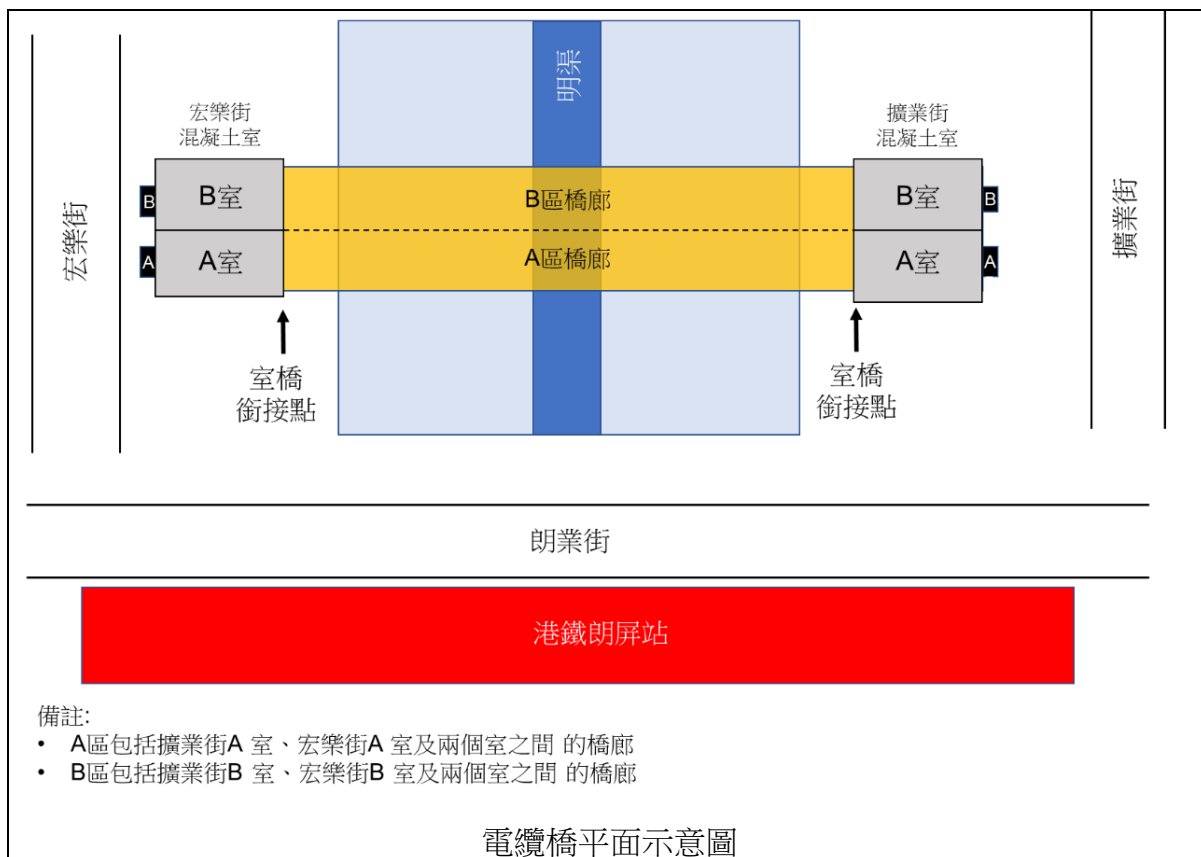 明渠
宏樂街
混凝土室
擴業街
混凝土室
宏樂街
擴業街
B
B室
B區橋廊
B室
B
A
A室
A區橋廊
A室
A
室橋
銜接點
室橋
銜接點
朗業街
港鐵朗屏站
備註:
• A區包括擴業街A 室、宏樂街A 室及兩個室之間 的橋廊
• B區包括擴業街B 室、宏樂街B 室及兩個室之間 的橋廊
電纜橋平面示意圖